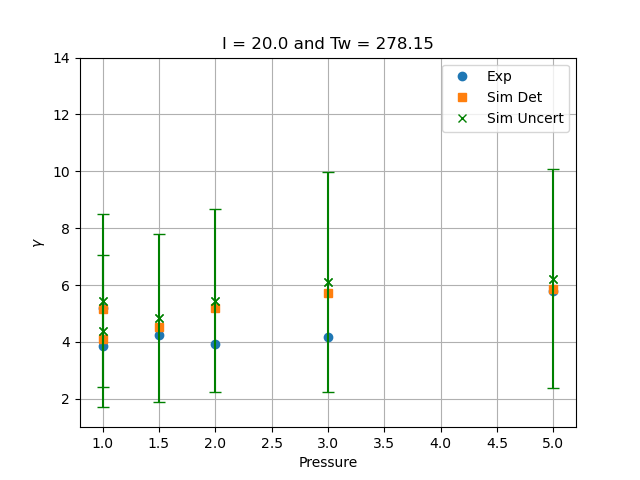 I = 20.0 and Tw = 278.15
Exp
Sim Det
Sim Uncert
14
12
10
8
6
4
2
γ
1.0 1.5 2.0 2.5 3.0 3.5 4.0 4.5 5.0
Pressure